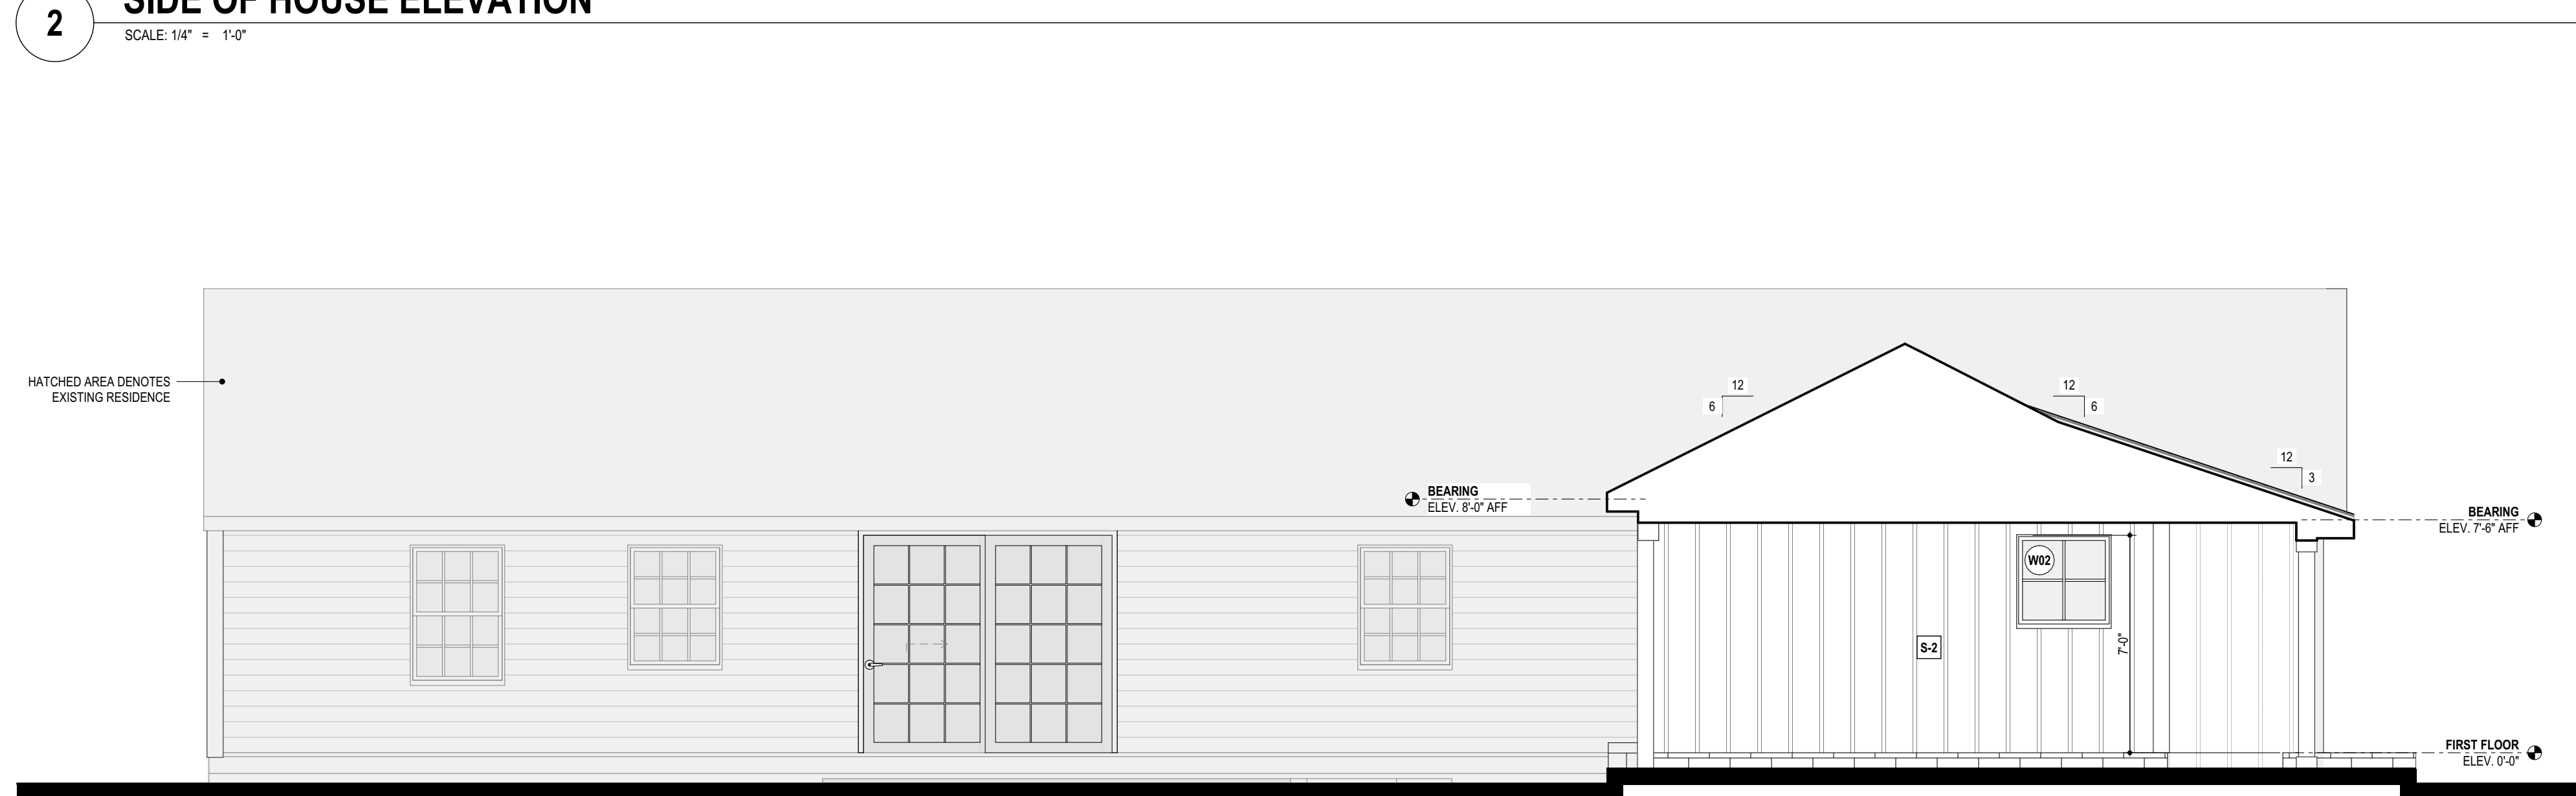 2
SIDE OF HOUSE ELEVATION
SCALE: 1/4" = 1'-0"
HATCHED AREA DENOTES
EXISTING RESIDENCE
12
6
12
6
12
3
BEARING
ELEV. 8'-0" AFF
BEARING
ELEV. 7'-6" AFF
W02
S-2
7'-0"
FIRST FLOOR
ELEV. 0'-0"